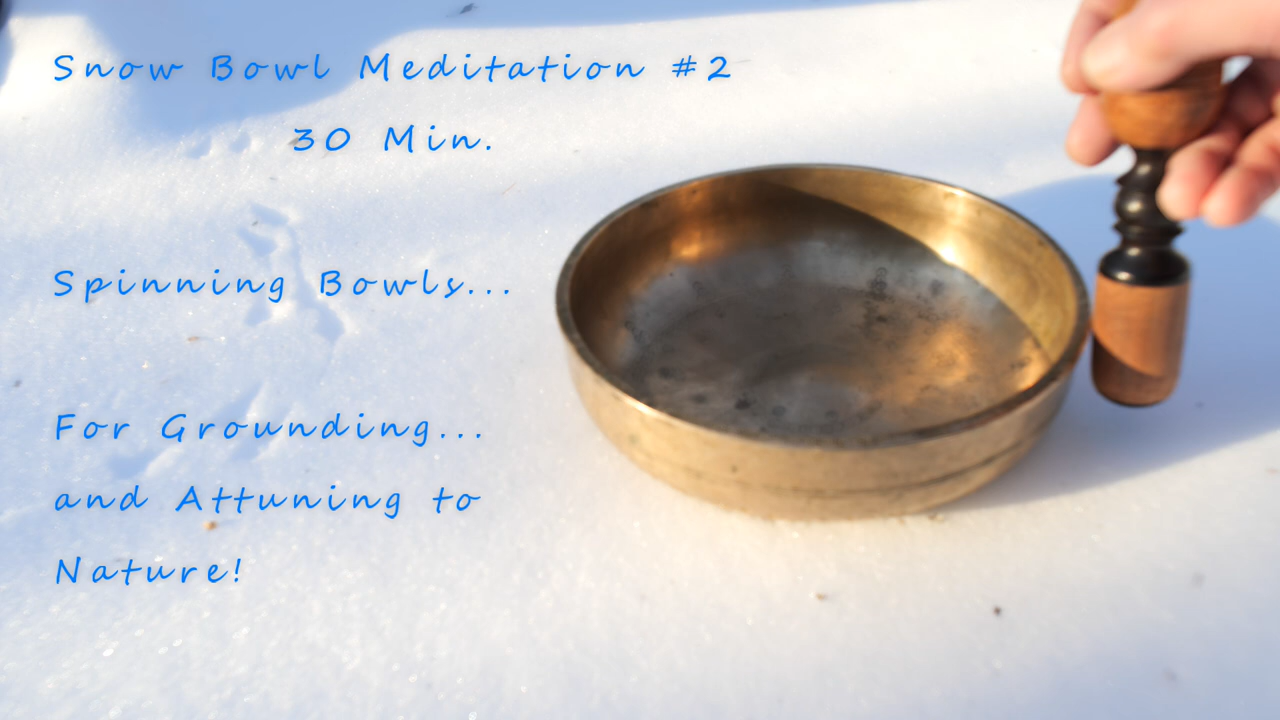 Snow Bowl Meditation #2
30 Min.
Spinning Bowls...
For Grounding...
and Attuning to
Nature!